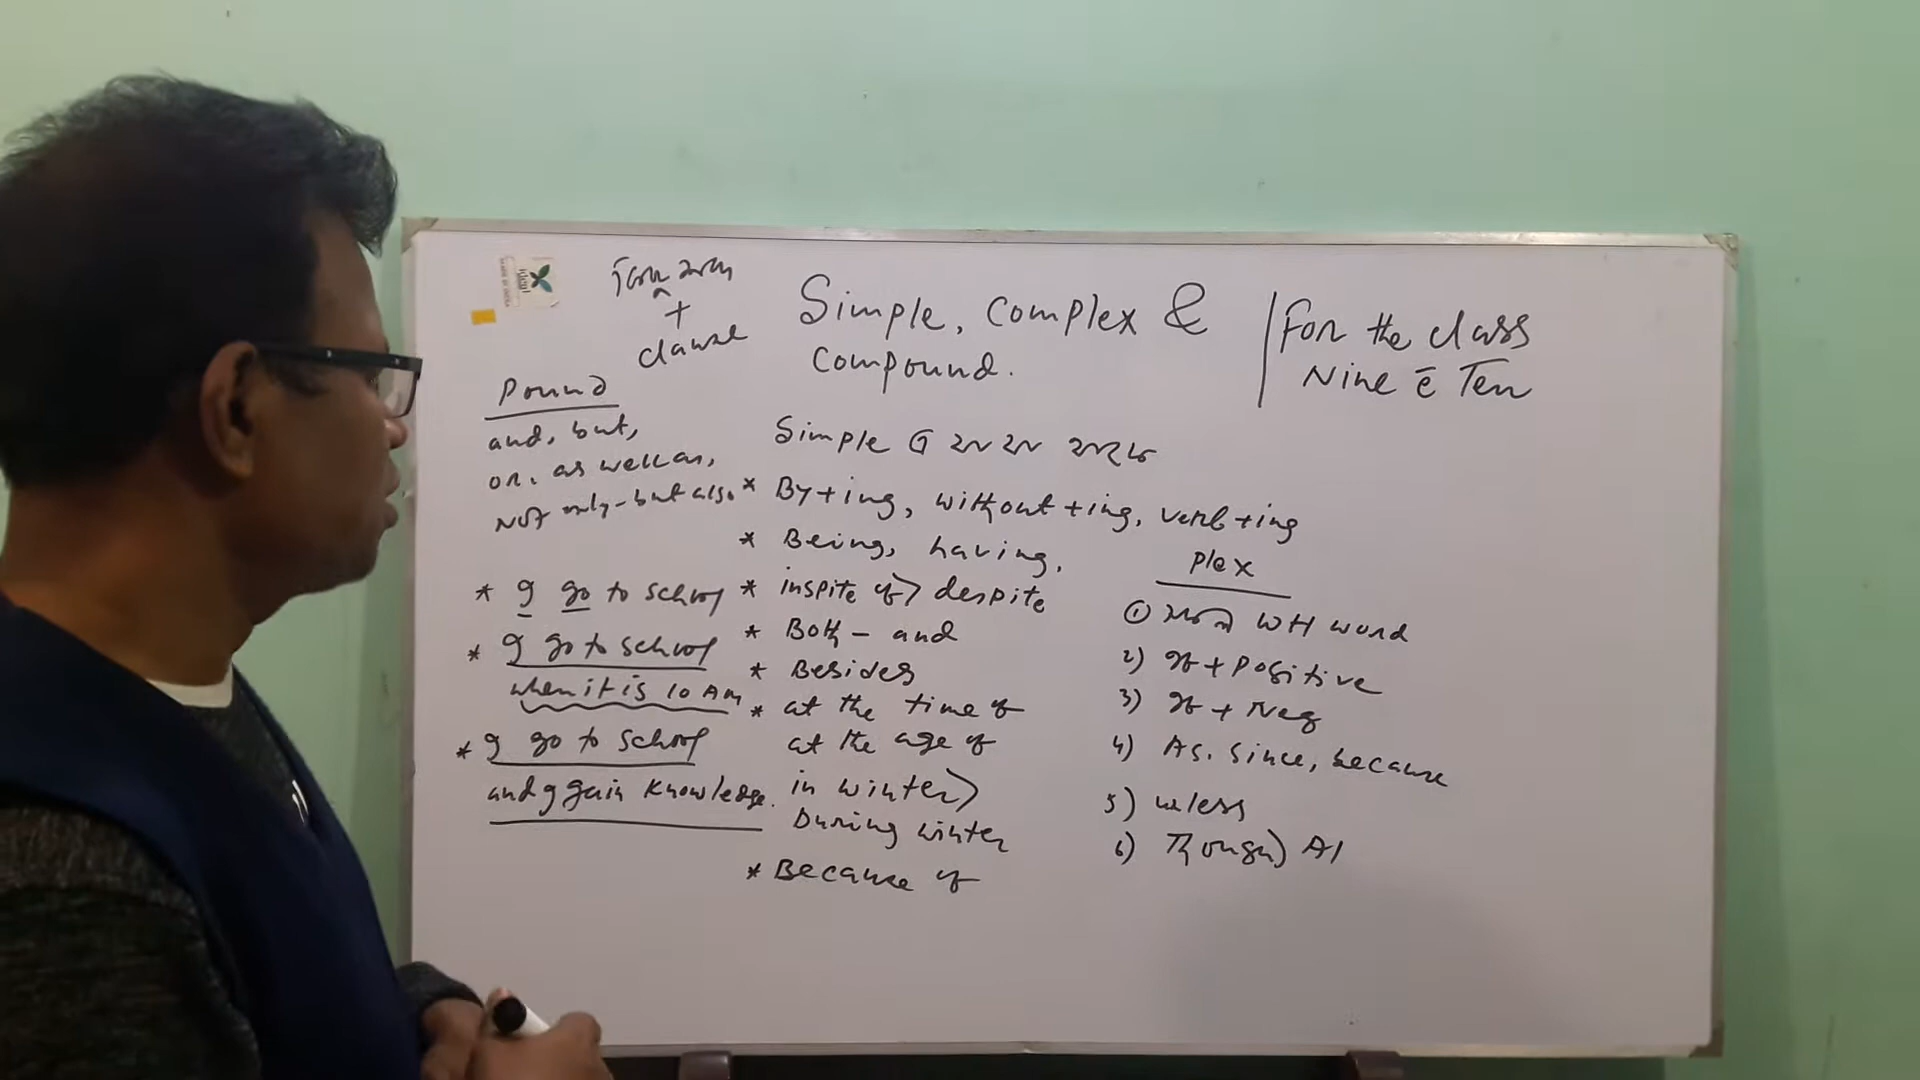 +
clause
Simple, Complex &
Compound.
For the class
Nine ē Ten
Pound
and, but,
or, as well as,
Not only-but also
* I go to school
* I go to school
when it is 10 Am
* I go to school
and I gain knowledge.
Simple এ
* By+ing, without +ing, verb+ing
* Being, having,
* inspite of> despite
* Both - and
* Besides
* at the time of
at the age of
in winter>
During winter
* Because of
Plex
① WH word
2) If + positive
3) If + Neg
4) As, since, because
5) unless
6) Though) Al